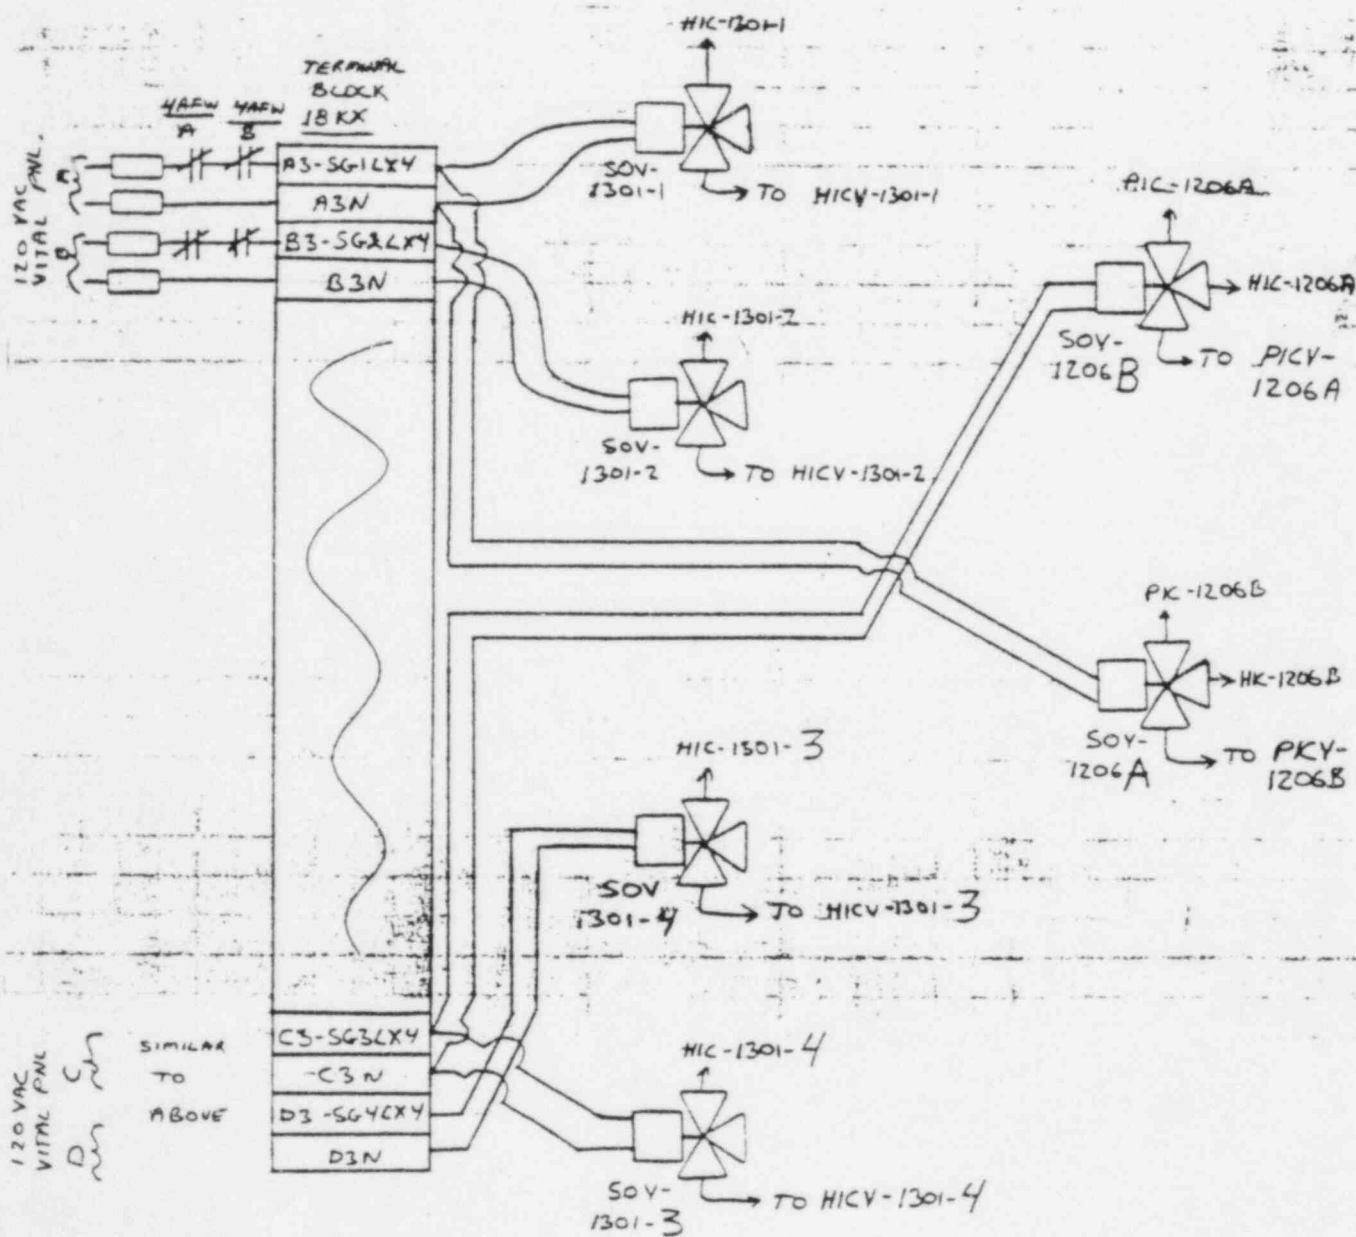 HIC-1301-1
TERMINAL
BLOCK
18KX
4AFW
A
4AFW
B
120 VAC
VITAL PNL.
A
B
A3-SG1LX4
A3N
B3-SG2LX4
B3N
SOV-
1301-1
TO HICV-1301-1
PIC-1206A
HIC-1206A
SOV-
1206B
TO PICV-
1206A
HIC-1301-2
SOV-
1301-2
TO HICV-1301-2
PIC-1206B
HIC-1206B
SOV-
1206A
TO PICV-
1206B
HIC-1301-3
SOV
1301-4
TO HICV-1301-3
120 VAC
VITAL PNL
C
D
SIMILAR
TO
ABOVE
C3-SG3LX4
C3N
D3-SG4LX4
D3N
HIC-1301-4
SOV-
1301-3
TO HICV-1301-4